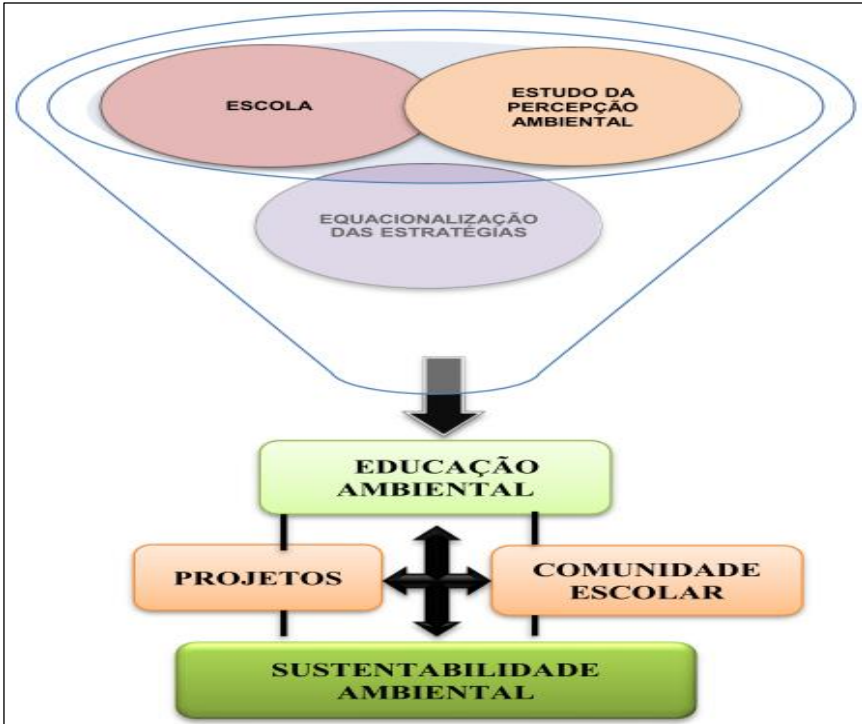 ESCOLA
ESTUDO DA
PERCEPÇÃO
AMBIENTAL
EQUACIONALIZAÇÃO
DAS ESTRATÉGIAS
EDUCAÇÃO
AMBIENTAL
PROJETOS
COMUNIDADE
ESCOLAR
SUSTENTABILIDADE
AMBIENTAL